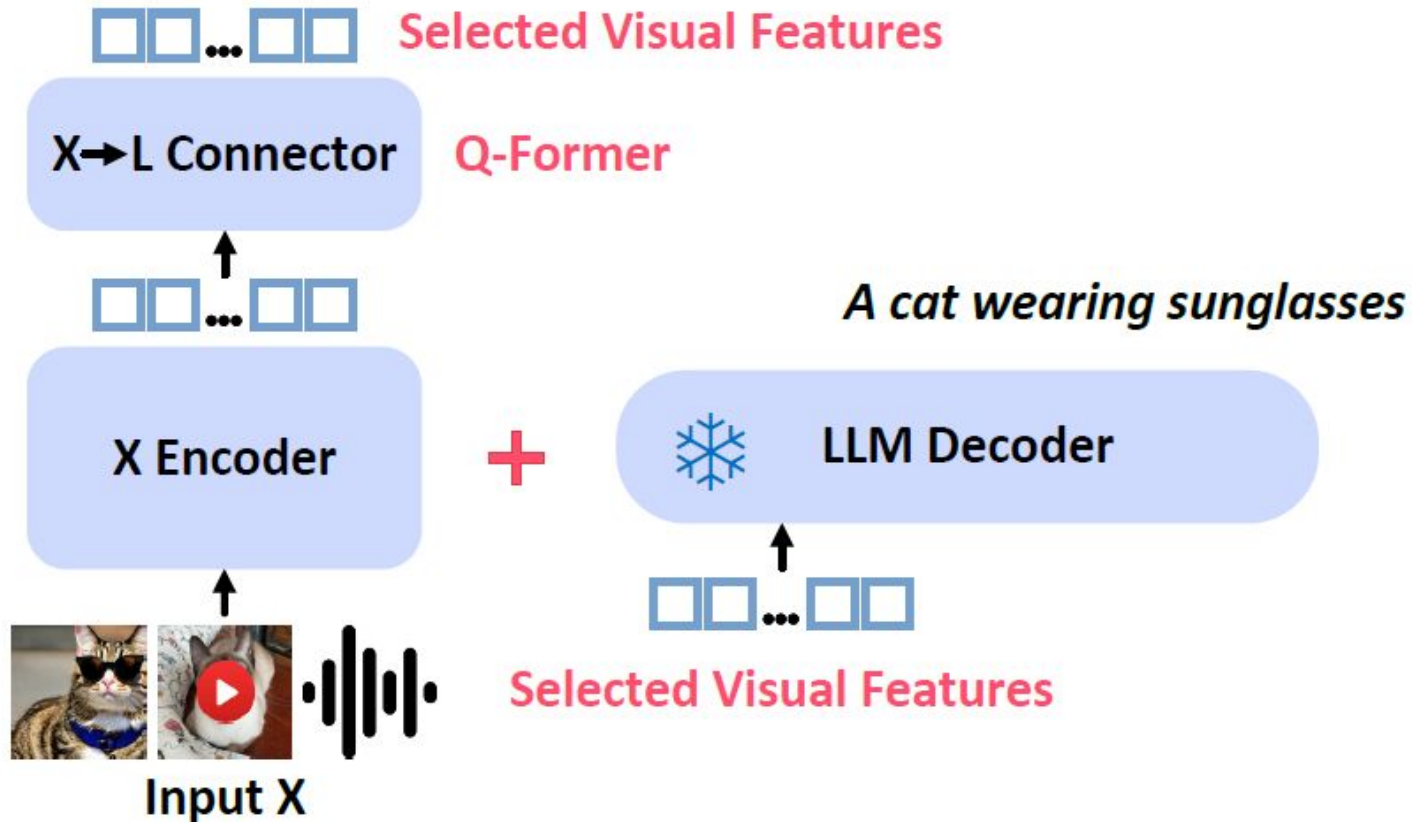 Selected Visual Features
X→L Connector
Q-Former
A cat wearing sunglasses
X Encoder
+
LLM Decoder
Selected Visual Features
Input X